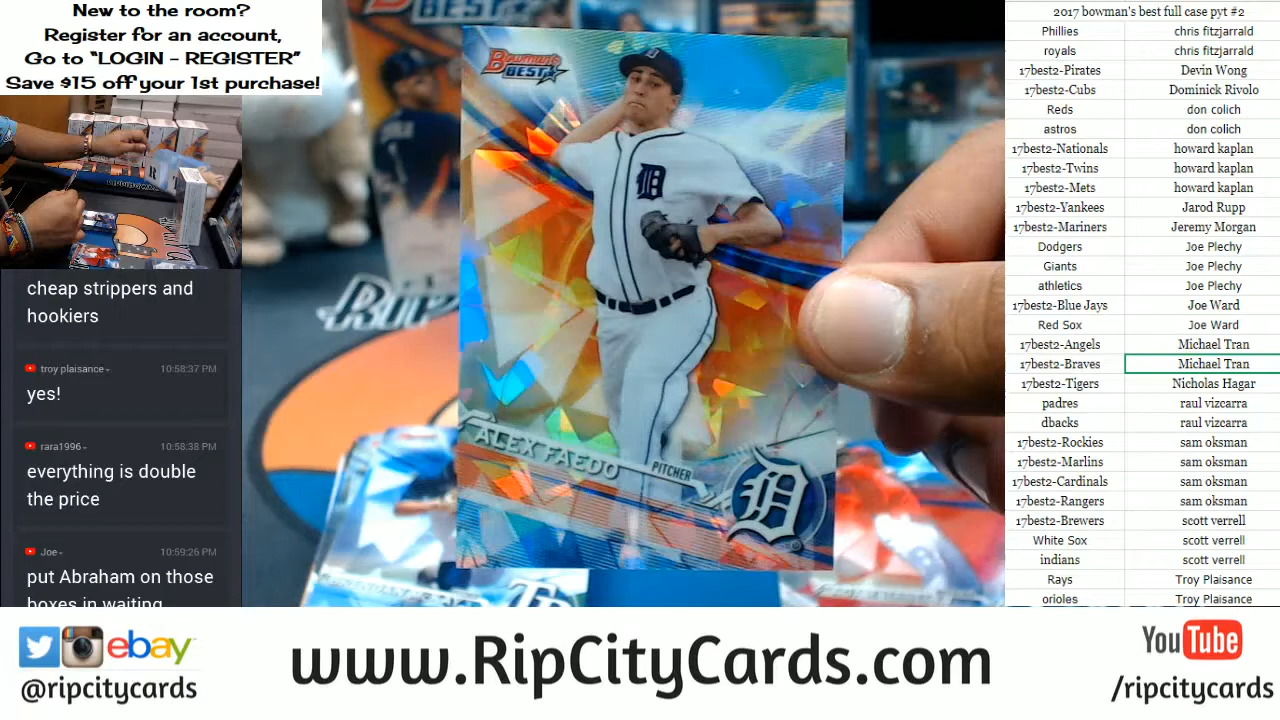 New to the room?
Register for an account,
Go to "LOGIN - REGISTER"
Save $15 off your 1st purchase!
cheap strippers and
hookiers
troy plaisance
10:58:37 PM
yes!
rara1996
10:58:38 PM
everything is double
the price
Joe
10:59:26 PM
put Abraham on those
boxes in waiting
Bowman's
BEST
D
ALEX FAEDO
PITCHER
D
2017 bowman's best full case pyt #2
Phillies chris fitzjarrald
royals chris fitzjarrald
17best2-Pirates Devin Wong
17best2-Cubs Dominick Rivolo
Reds don colich
astros don colich
17best2-Nationals howard kaplan
17best2-Twins howard kaplan
17best2-Mets howard kaplan
17best2-Yankees Jarod Rupp
17best2-Mariners Jeremy Morgan
Dodgers Joe Plechy
Giants Joe Plechy
athletics Joe Plechy
17best2-Blue Jays Joe Ward
Red Sox Joe Ward
17best2-Angels Michael Tran
17best2-Braves Michael Tran
17best2-Tigers Nicholas Hagar
padres raul vizcarra
dbacks raul vizcarra
17best2-Rockies sam oksman
17best2-Marlins sam oksman
17best2-Cardinals sam oksman
17best2-Rangers sam oksman
17best2-Brewers scott verrell
White Sox scott verrell
indians scott verrell
Rays Troy Plaisance
orioles Troy Plaisance
ebay
@ripcitycards
www.RipCityCards.com
YouTube
/ripcitycards